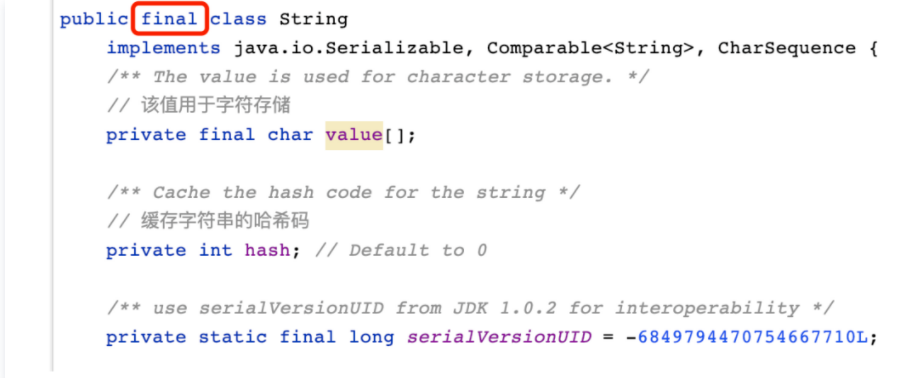 public final class String
implements java.io.Serializable, Comparable<String>, CharSequence {
/** The value is used for character storage. */
// 该值用于字符存储
private final char value[];
/** Cache the hash code for the string */
// 缓存字符串的哈希码
private int hash; // Default to 0
/** use serialVersionUID from JDK 1.0.2 for interoperability */
private static final long serialVersionUID = -6849794470754667710L;